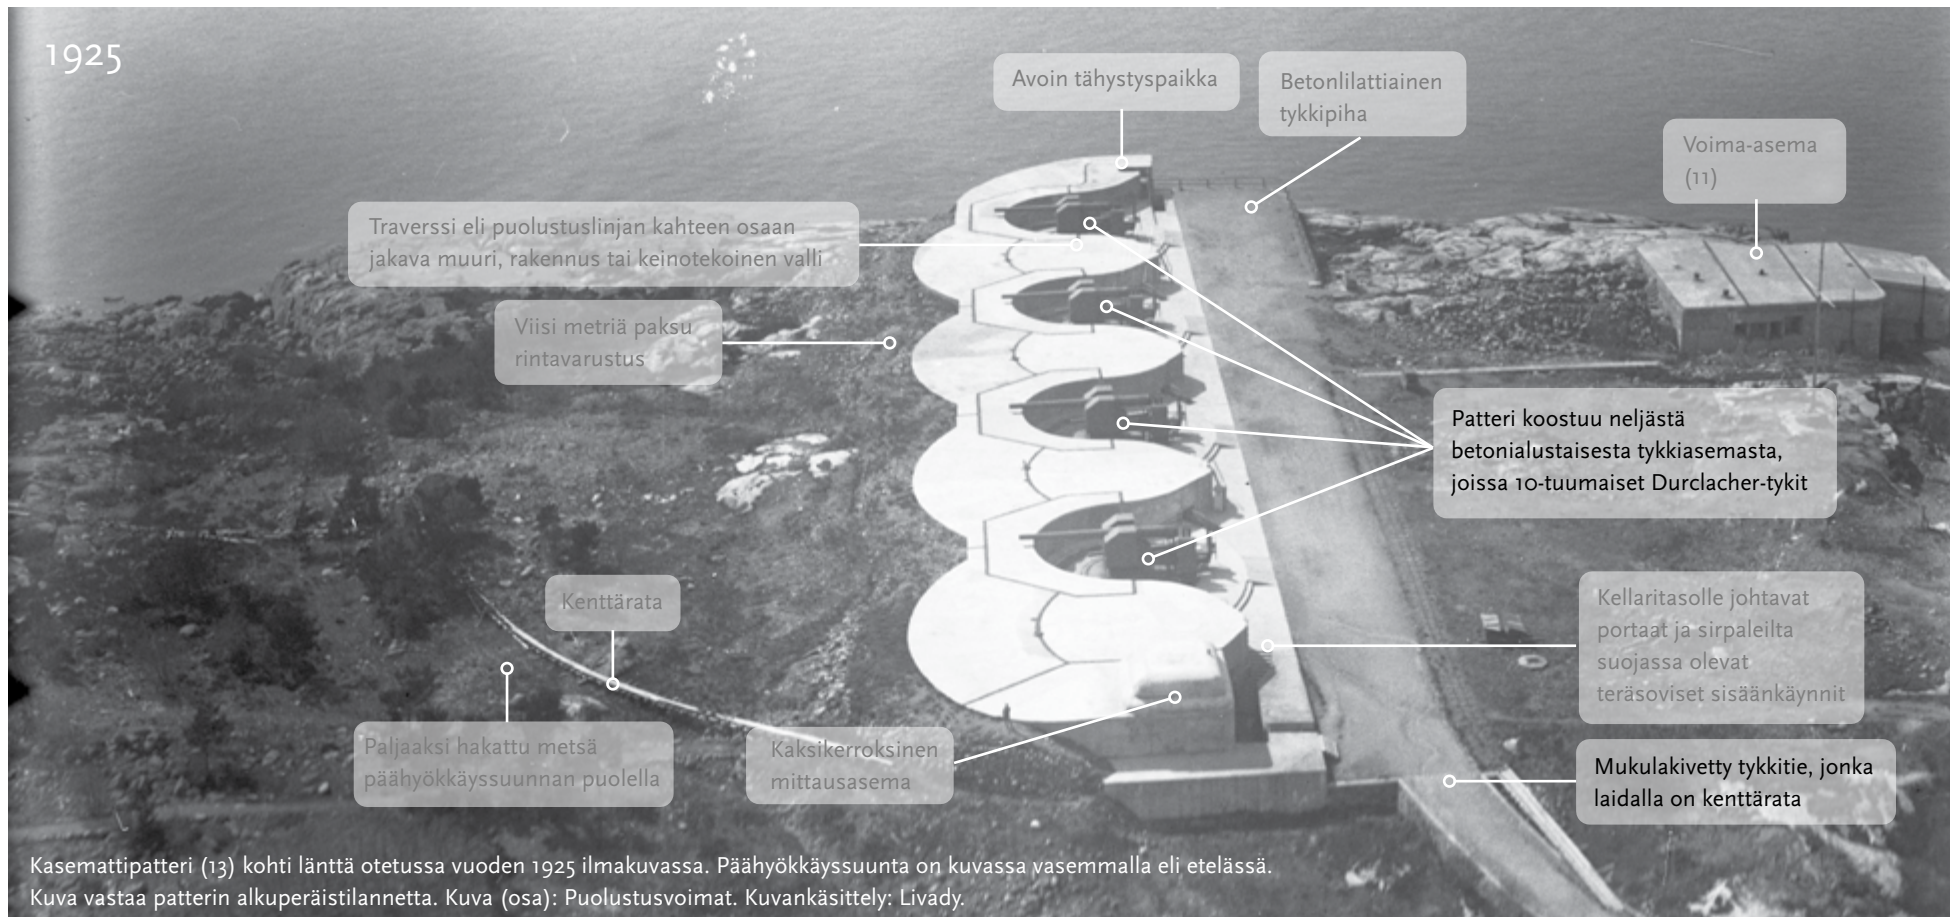 1925
Avoin tähystyspaikka
Betonlilattiainen
tykkipiha
Voima-asema
(11)
Traverssi eli puolustuslinjan kahteen osaan
jakava muuri, rakennus tai keinotekoinen valli
Viisi metriä paksu
rintavarustus
Patteri koostuu neljästä
betonialustaisesta tykkiasemasta,
joissa 10-tuumaiset Durclacher-tykit
Kenttärata
Kellaritasolle johtavat
portaat ja sirpaleilta
suojassa olevat
teräsoviset sisäänkäynnit
Paljaaksi hakattu metsä
päähyökkäyssuunnan puolella
Kaksikerroksinen
mittausasema
Mukulakivetty tykkitie, jonka
laidalla on kenttärata
Kasemattipatteri (13) kohti länttä otetussa vuoden 1925 ilmakuvassa. Päähyökkäyssuunta on kuvassa vasemmalla eli etelässä.
Kuva vastaa patterin alkuperäistilannetta. Kuva (osa): Puolustusvoimat. Kuvankäsittely: Livady.